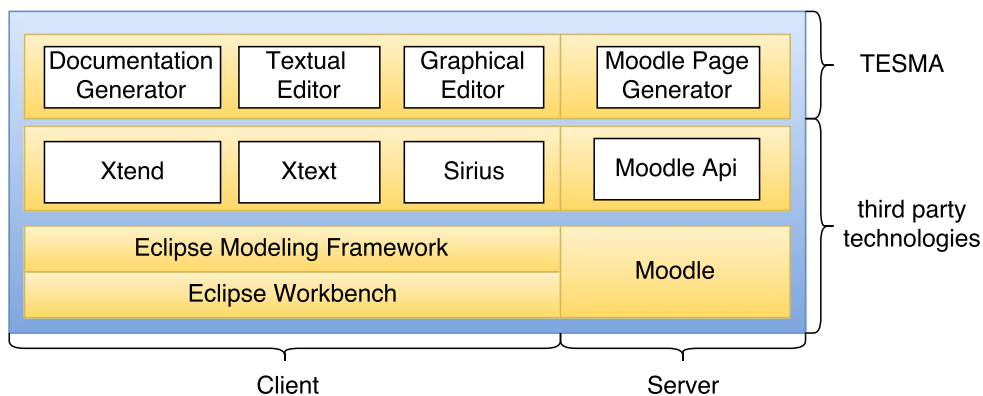 Documentation
Generator
Textual
Editor
Graphical
Editor
Moodle Page
Generator
TESMA
Xtend
Xtext
Sirius
Moodle Api
third party
technologies
Eclipse Modeling Framework
Moodle
Eclipse Workbench
Client
Server